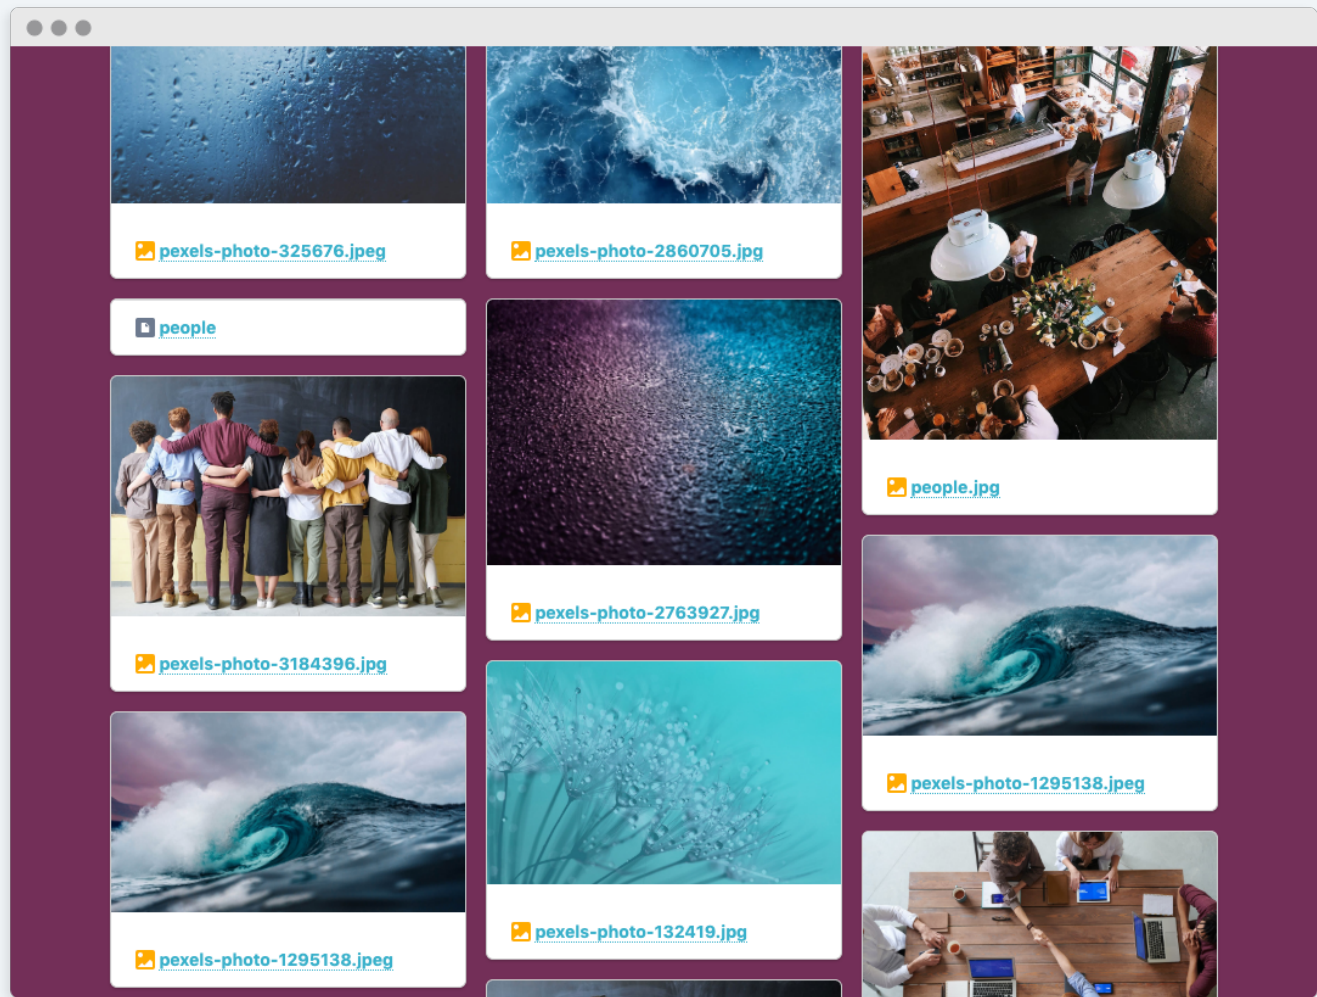 pexels-photo-325676.jpeg
people
pexels-photo-3184396.jpg
pexels-photo-1295138.jpeg
pexels-photo-2860705.jpg
pexels-photo-2763927.jpg
pexels-photo-132419.jpg
people.jpg
pexels-photo-1295138.jpeg